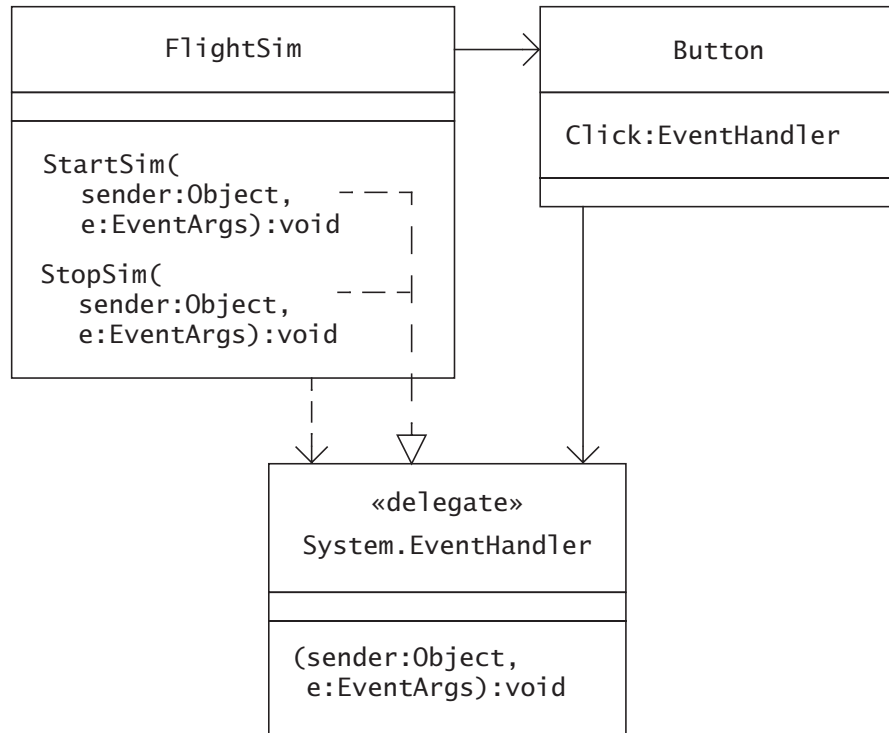 FlightSim
StartSim(
sender:Object,
e:EventArgs):void
StopSim(
sender:Object,
e:EventArgs):void
Button
Click:EventHandler
«delegate»
System.EventHandler
(sender:Object,
e:EventArgs):void